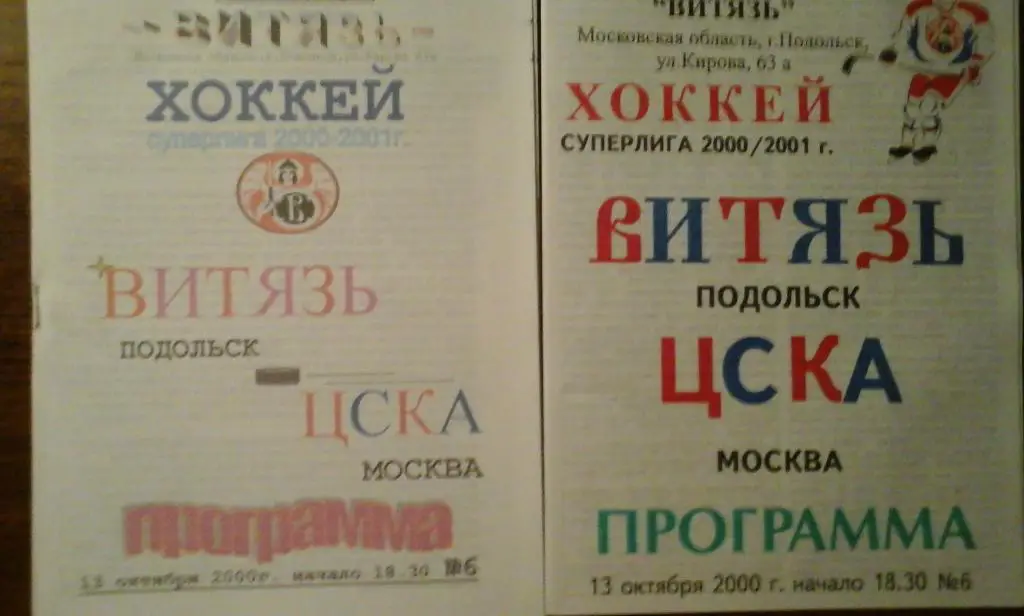 ВИТЯЗЬ
ХОККЕЙ
суперлига 2000-2001г.
В
ВИТЯЗЬ
ПОДОЛЬСК
ЦСКА
МОСКВА
программа
13 октября 2000г. начало 18.30 №6
"ВИТЯЗЬ"
Московская область, г.Подольск,
ул.Кирова, 63 а
ХОККЕЙ
СУПЕРЛИГА 2000/2001 г.
ВИТЯЗЬ
ПОДОЛЬСК
ЦСКА
МОСКВА
ПРОГРАММА
13 октября 2000 г. начало 18.30 №6